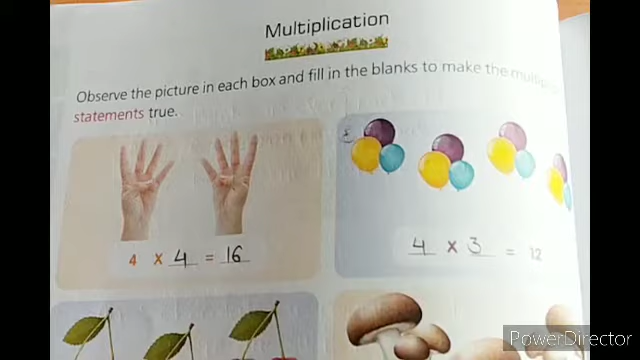 Multiplication
Observe the picture in each box and fill in the blanks to make the
statements true.
4 x 4 = 16
4 x 3 = 12
PowerDirector